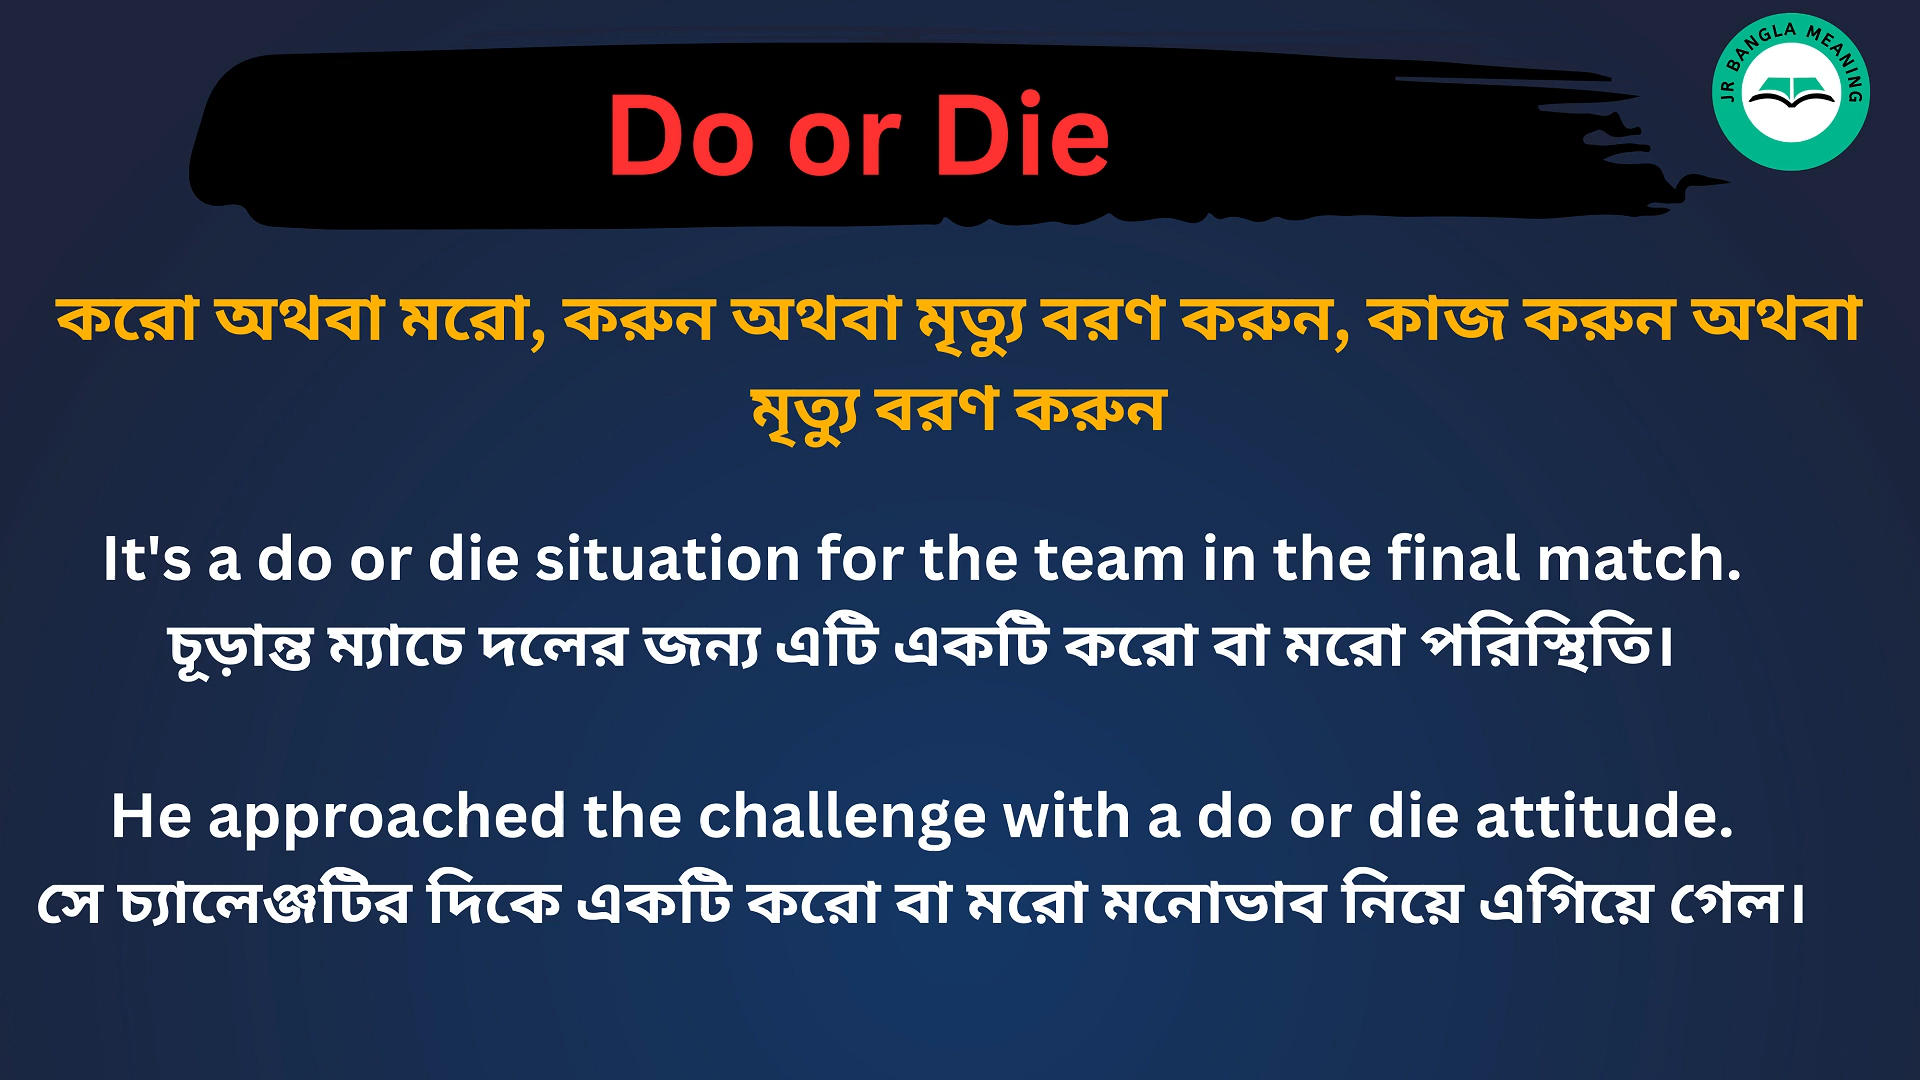 JR BANGLA MEANING
Do or Die
করো অথবা মরো, করুন অথবা মৃত্যু বরণ করুন, কাজ করুন অথবা
মৃত্যু বরণ করুন
It's a do or die situation for the team in the final match.
চূড়ান্ত ম্যাচে দলের জন্য এটি একটি করো বা মরো পরিস্থিতি।
He approached the challenge with a do or die attitude.
সে চ্যালেঞ্জটির দিকে একটি করো বা মরো মনোভাব নিয়ে এগিয়ে গেল।